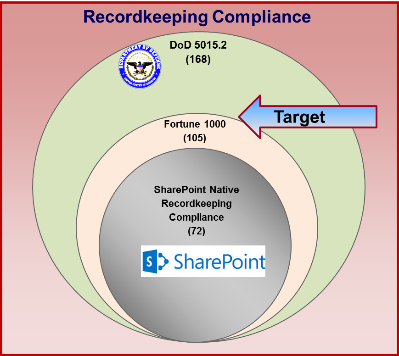 Recordkeeping Compliance
DoD 5015.2
(168)
Target
Fortune 1000
(105)
SharePoint Native
Recordkeeping
Compliance
(72)
S
SharePoint